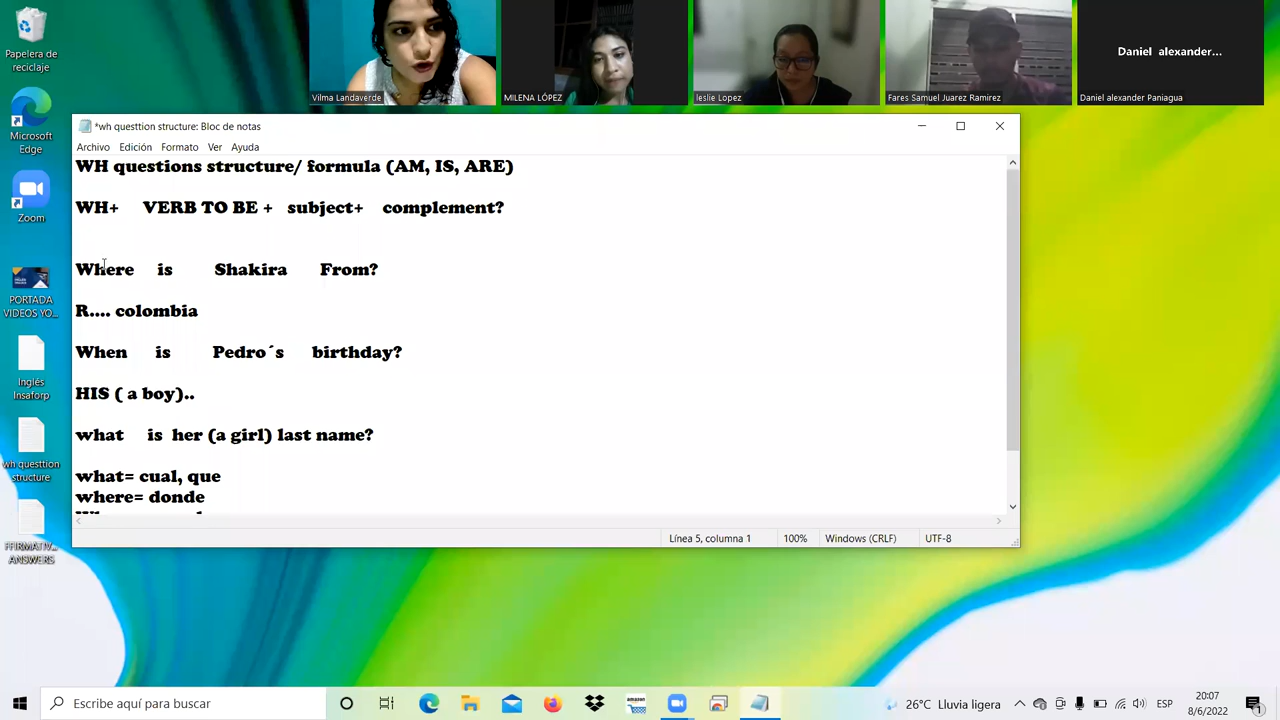 Papelera de
reciclaje
Microsoft
Edge
Zoom
PORTADA
VIDEOS YO...
Inglés
Insaforp
wh questtion
structure
FFIRMATIV...
ANSWERS
Vilma Landaverde
MILENA LÓPEZ
leslie Lopez
Fares Samuel Juarez Ramirez
Daniel alexander...
Daniel alexander Paniagua
*wh questtion structure: Bloc de notas
Archivo Edición Formato Ver Ayuda
WH questions structure/ formula (AM, IS, ARE)
WH+ VERB TO BE + subject+ complement?
Where is Shakira From?
R.... colombia
When is Pedro´s birthday?
HIS ( a boy)..
what is her (a girl) last name?
what= cual, que
where= donde
Línea 5, columna 1 100% Windows (CRLF) UTF-8
Escribe aquí para buscar
amazon
26°C Lluvia ligera
ESP
20:07
8/6/2022
1